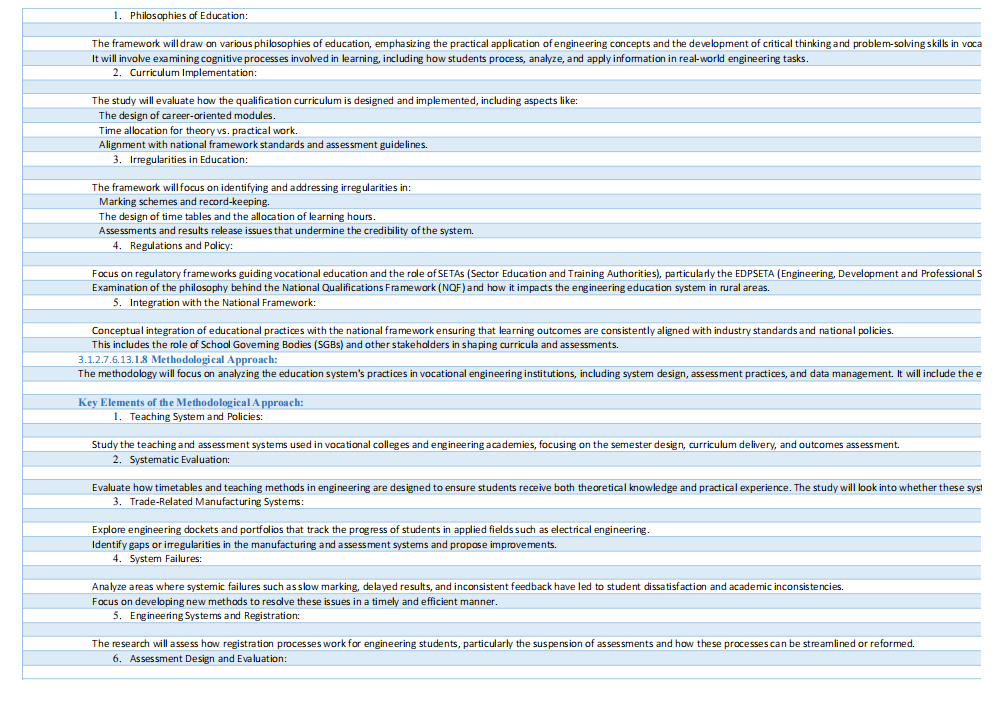 1. Philosophies of Education:
The framework will draw on various philosophies of education, emphasizing the practical application of engineering concepts and the development of critical thinking and problem-solving skills in voca
It will involve examining cognitive processes involved in learning, including how students process, analyze, and apply information in real-world engineering tasks.
2. Curriculum Implementation:
The study will evaluate how the qualification curriculum is designed and implemented, including aspects like:
The design of career-oriented modules.
Time allocation for theory vs. practical work.
Alignment with national framework standards and assessment guidelines.
3. Irregularities in Education:
The framework will focus on identifying and addressing irregularities in:
Marking schemes and record-keeping.
The design of time tables and the allocation of learning hours.
Assessments and results release issues that undermine the credibility of the system.
4. Regulations and Policy:
Focus on regulatory frameworks guiding vocational education and the role of SETAs (Sector Education and Training Authorities), particularly the EDPSETA (Engineering, Development and Professional S
Examination of the philosophy behind the National Qualifications Framework (NQF) and how it impacts the engineering education system in rural areas.
5. Integration with the National Framework:
Conceptual integration of educational practices with the national framework ensuring that learning outcomes are consistently aligned with industry standards and national policies.
This includes the role of School Governing Bodies (SGBs) and other stakeholders in shaping curricula and assessments.
3.1.2.7.6.13.1.8 Methodological Approach:
The methodology will focus on analyzing the education system's practices in vocational engineering institutions, including system design, assessment practices, and data management. It will include the e
Key Elements of the Methodological Approach:
1. Teaching System and Policies:
Study the teaching and assessment systems used in vocational colleges and engineering academies, focusing on the semester design, curriculum delivery, and outcomes assessment.
2. Systematic Evaluation:
Evaluate how timetables and teaching methods in engineering are designed to ensure students receive both theoretical knowledge and practical experience. The study will look into whether these syst
3. Trade-Related Manufacturing Systems:
Explore engineering dockets and portfolios that track the progress of students in applied fields such as electrical engineering.
Identify gaps or irregularities in the manufacturing and assessment systems and propose improvements.
4. System Failures:
Analyze areas where systemic failures such as slow marking, delayed results, and inconsistent feedback have led to student dissatisfaction and academic inconsistencies.
Focus on developing new methods to resolve these issues in a timely and efficient manner.
5. Engineering Systems and Registration:
The research will assess how registration processes work for engineering students, particularly the suspension of assessments and how these processes can be streamlined or reformed.
6. Assessment Design and Evaluation: